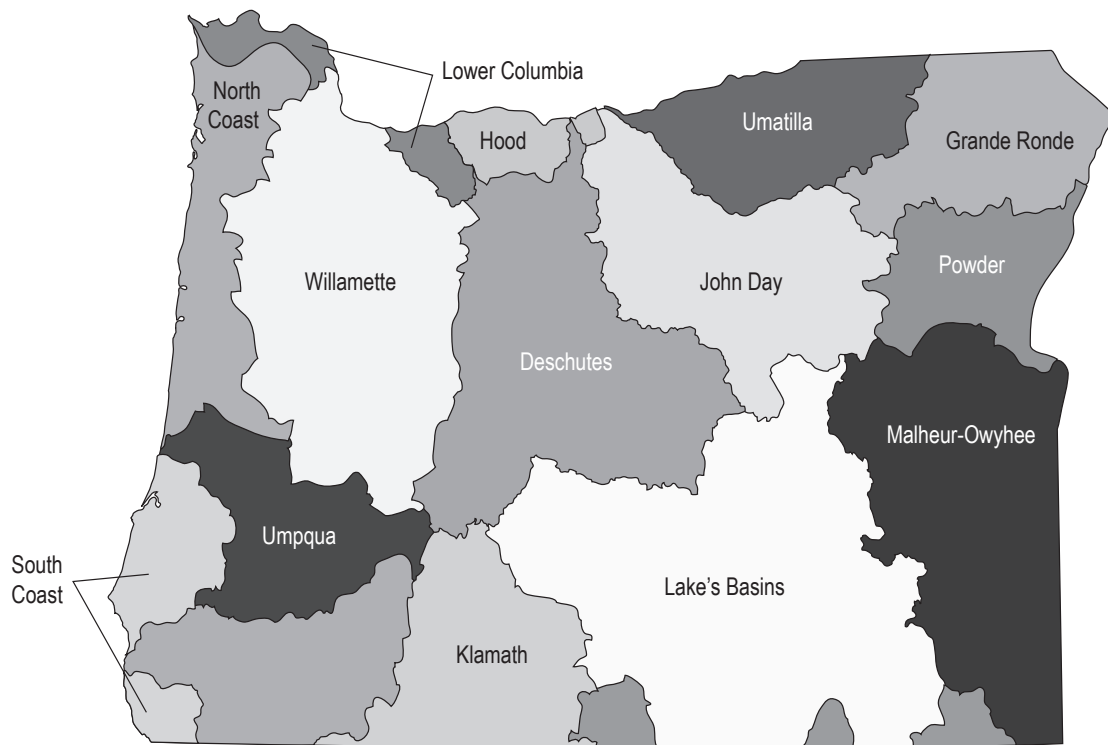 Lower Columbia
North
Coast
Hood
Umatilla
Grande Ronde
Willamette
John Day
Powder
Deschutes
Malheur-Owyhee
Umpqua
South
Coast
Lake's Basins
Klamath